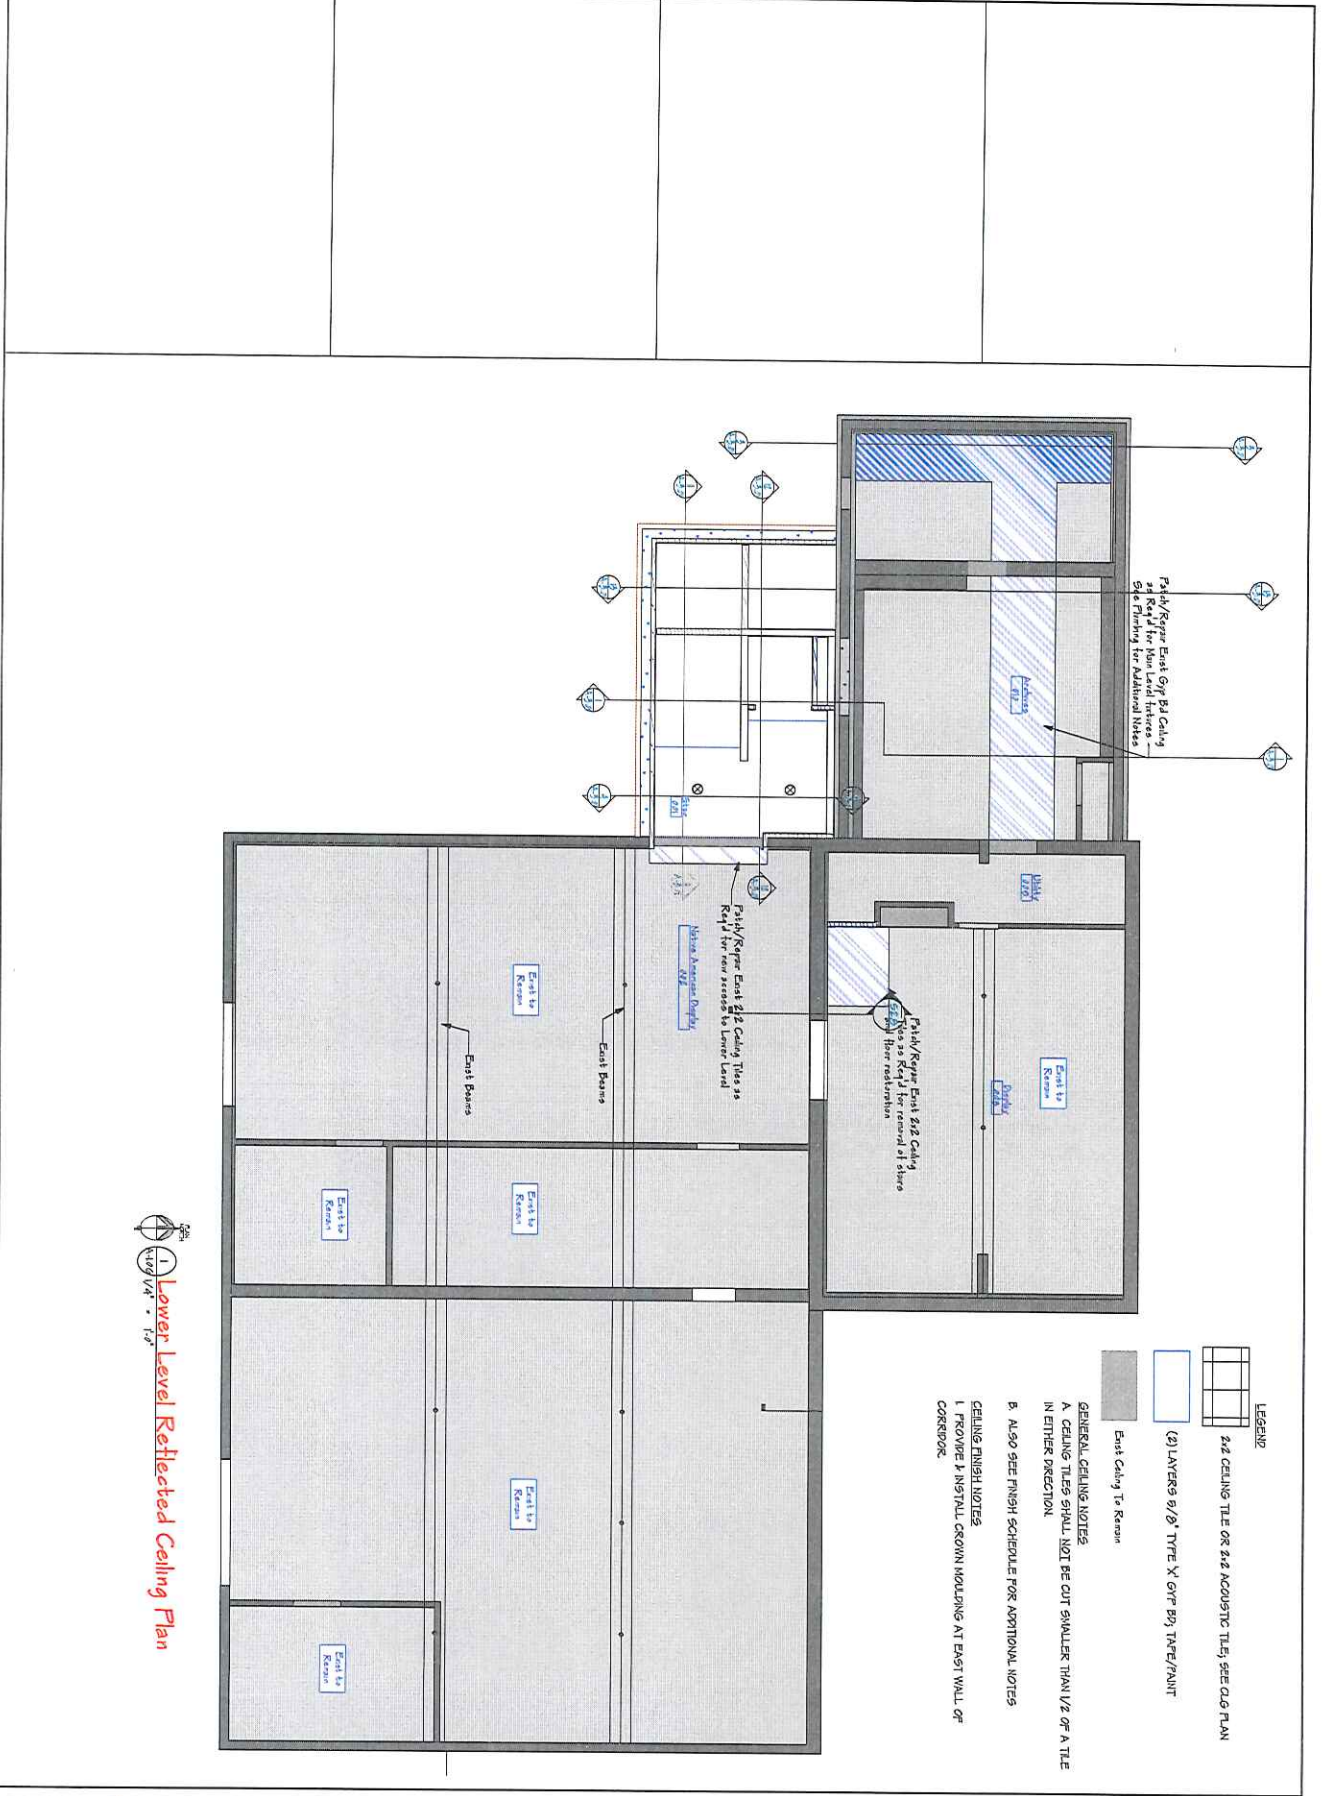 LEGEND
2x2 CEILING TILE OR 2x2 ACOUSTIC TILE; SEE CLG PLAN
(2) LAYERS 5/8" TYPE 'X' GYP BD; TAPE/PAINT
Exist Ceiling To Remain
GENERAL CEILING NOTES
A. CEILING TILES SHALL NOT BE CUT SMALLER THAN 1/2 OF A TILE
IN EITHER DIRECTION.
B. ALSO SEE FINISH SCHEDULE FOR ADDITIONAL NOTES
CEILING FINISH NOTES
1. PROVIDE & INSTALL CROWN MOULDING AT EAST WALL OF
CORRIDOR.
Patch/Repair Exist Gyp Bd Ceiling
as Req'd for Main Level fixtures
See Plumbing for Additional Notes
Archives
Utility
Display
Exist to
Remain
Patch/Repair Exist 2x2 Ceiling
Tiles as Req'd for removal of stairs
and floor restoration
Stair
Patch/Repair Exist 2x2 Ceiling Tiles as
Req'd for new access to Lower Level
Native American Display
Exist Beams
Exist to
Remain
Exist Beams
Exist to
Remain
Exist to
Remain
Exist to
Remain
Exist to
Remain
1
Lower Level Reflected Ceiling Plan
1/4" = 1'-0"